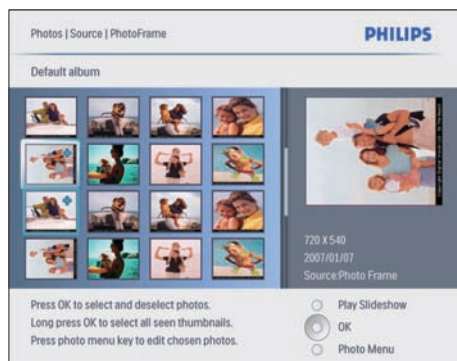 Photos | Source | PhotoFrame
PHILIPS
Default album
720 X 540
2007/01/07
Source:Photo Frame
Press OK to select and deselect photos.
Long press OK to select all seen thumbnails.
Press photo menu key to edit chosen photos.
Play Slideshow
OK
Photo Menu